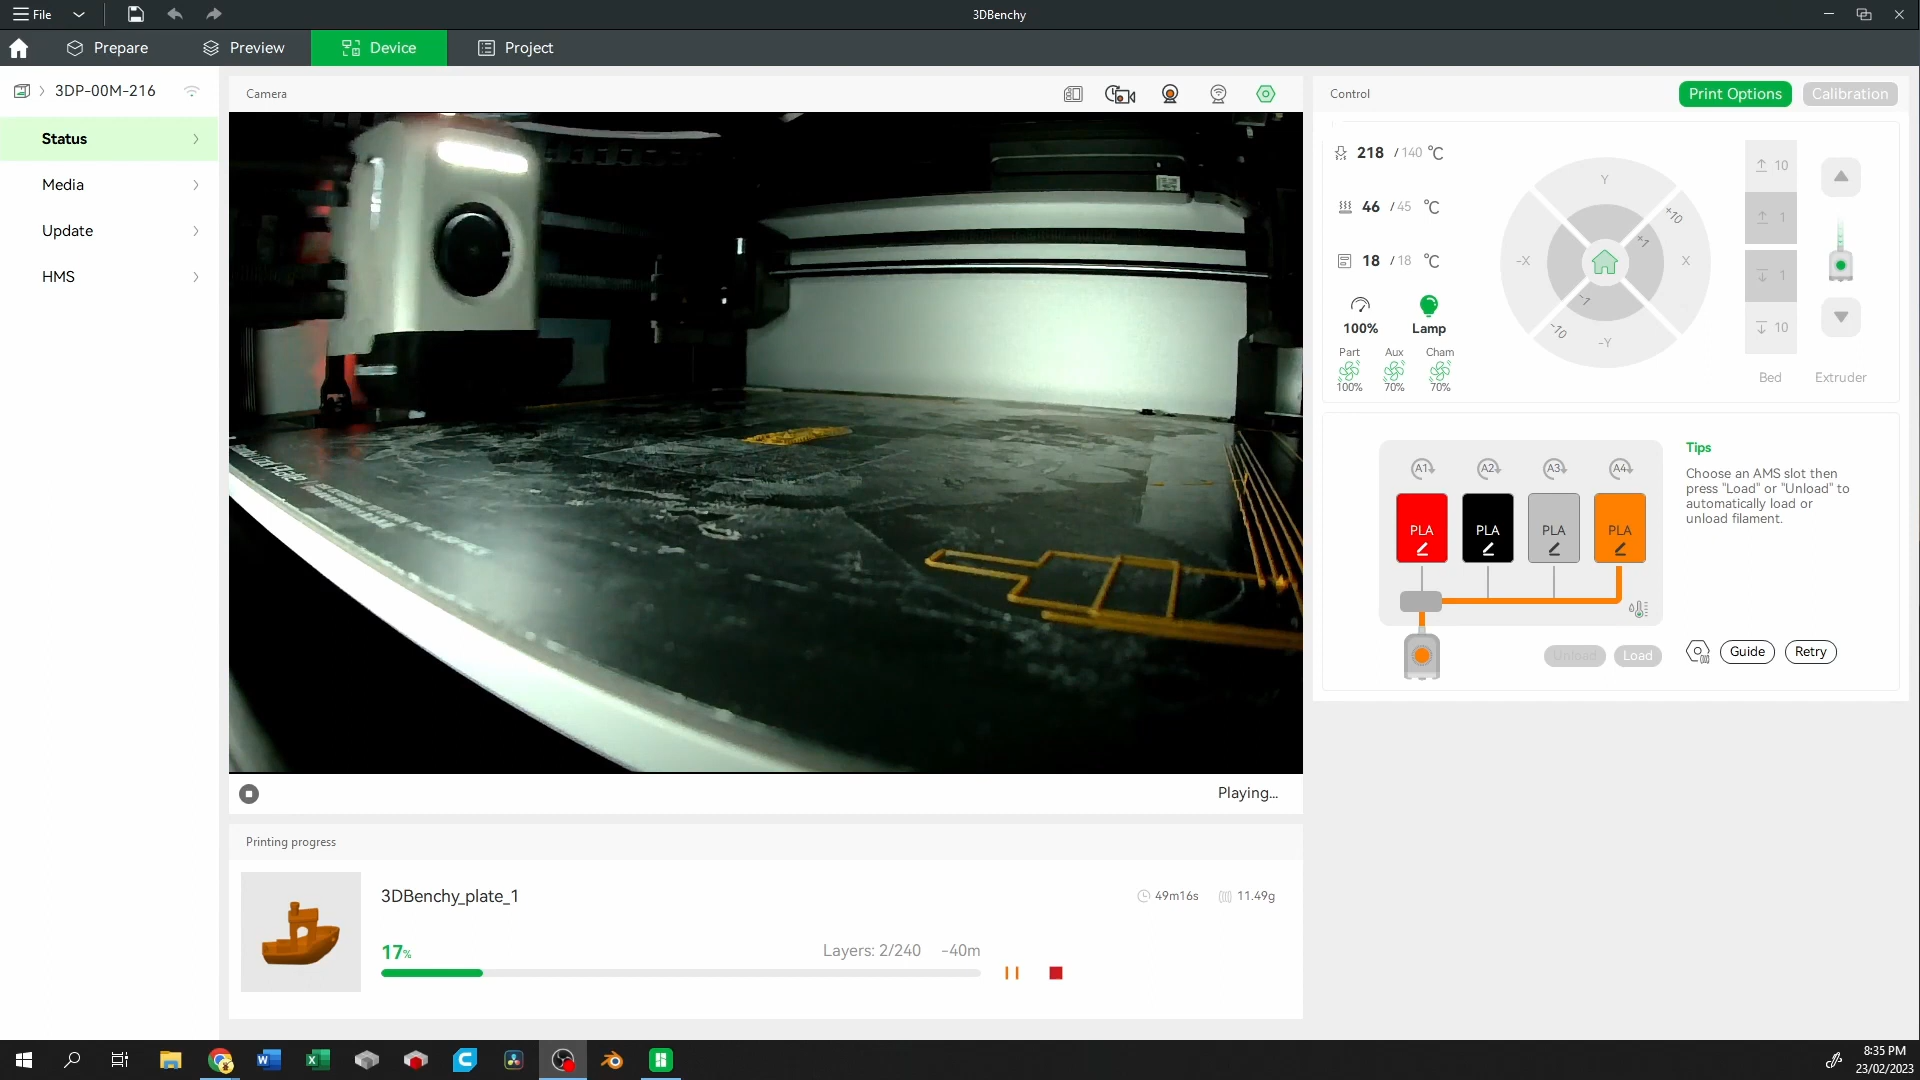 File
3DBenchy
Prepare
Preview
Device
Project
3DP-00M-216
Status
Media
Update
HMS
Camera
Playing...
Printing progress
3DBenchy_plate_1
49m16s
11.49g
17%
Layers: 2/240
-40m
Control
Print Options
Calibration
218 /140 ℃
46 /45 ℃
18 /18 ℃
100%
Lamp
Part
Aux
Cham
100%
70%
70%
Y
+10
+1
-X
X
-1
-10
-Y
10
1
1
10
Bed
Extruder
A1
A2
A3
A4
PLA
PLA
PLA
PLA
Unload
Load
Tips
Choose an AMS slot then
press "Load" or "Unload" to
automatically load or
unload filament.
Guide
Retry
8:35 PM
23/02/2023